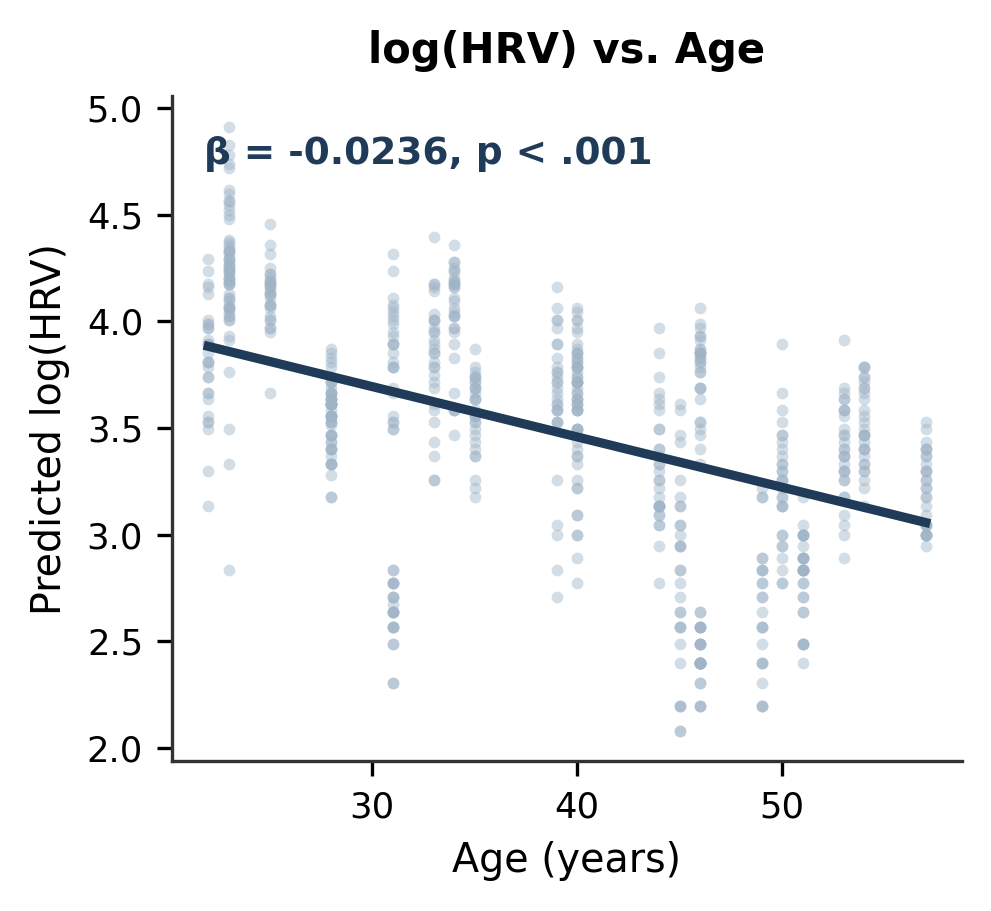 log(HRV) vs. Age
β = -0.0236, p < .001
Predicted log(HRV)
5.0
4.5
4.0
3.5
3.0
2.5
2.0
30 40 50
Age (years)